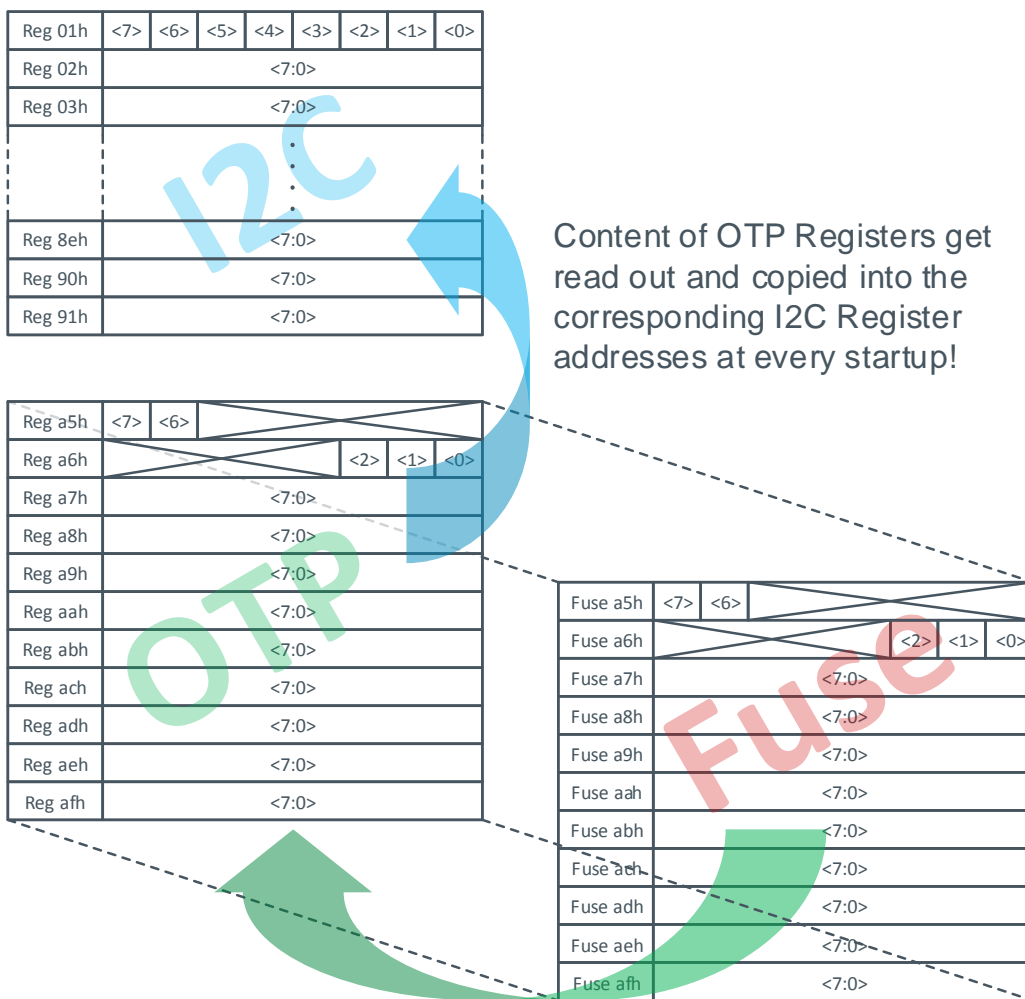 Reg 01h <7> <6> <5> <4> <3> <2> <1> <0>
Reg 02h <7:0>
Reg 03h <7:0>
I2C
Reg 8eh <7:0>
Reg 90h <7:0>
Reg 91h <7:0>
Content of OTP Registers get
read out and copied into the
corresponding I2C Register
addresses at every startup!
Reg a5h <7> <6>
Reg a6h <2> <1> <0>
Reg a7h <7:0>
Reg a8h <7:0>
Reg a9h <7:0>
Reg aah <7:0>
Reg abh <7:0>
Reg ach <7:0>
Reg adh <7:0>
Reg aeh <7:0>
Reg afh <7:0>
OTP
Fuse a5h <7> <6>
Fuse a6h <2> <1> <0>
Fuse a7h <7:0>
Fuse a8h <7:0>
Fuse a9h <7:0>
Fuse aah <7:0>
Fuse abh <7:0>
Fuse ach <7:0>
Fuse adh <7:0>
Fuse aeh <7:0>
Fuse afh <7:0>
Fuse